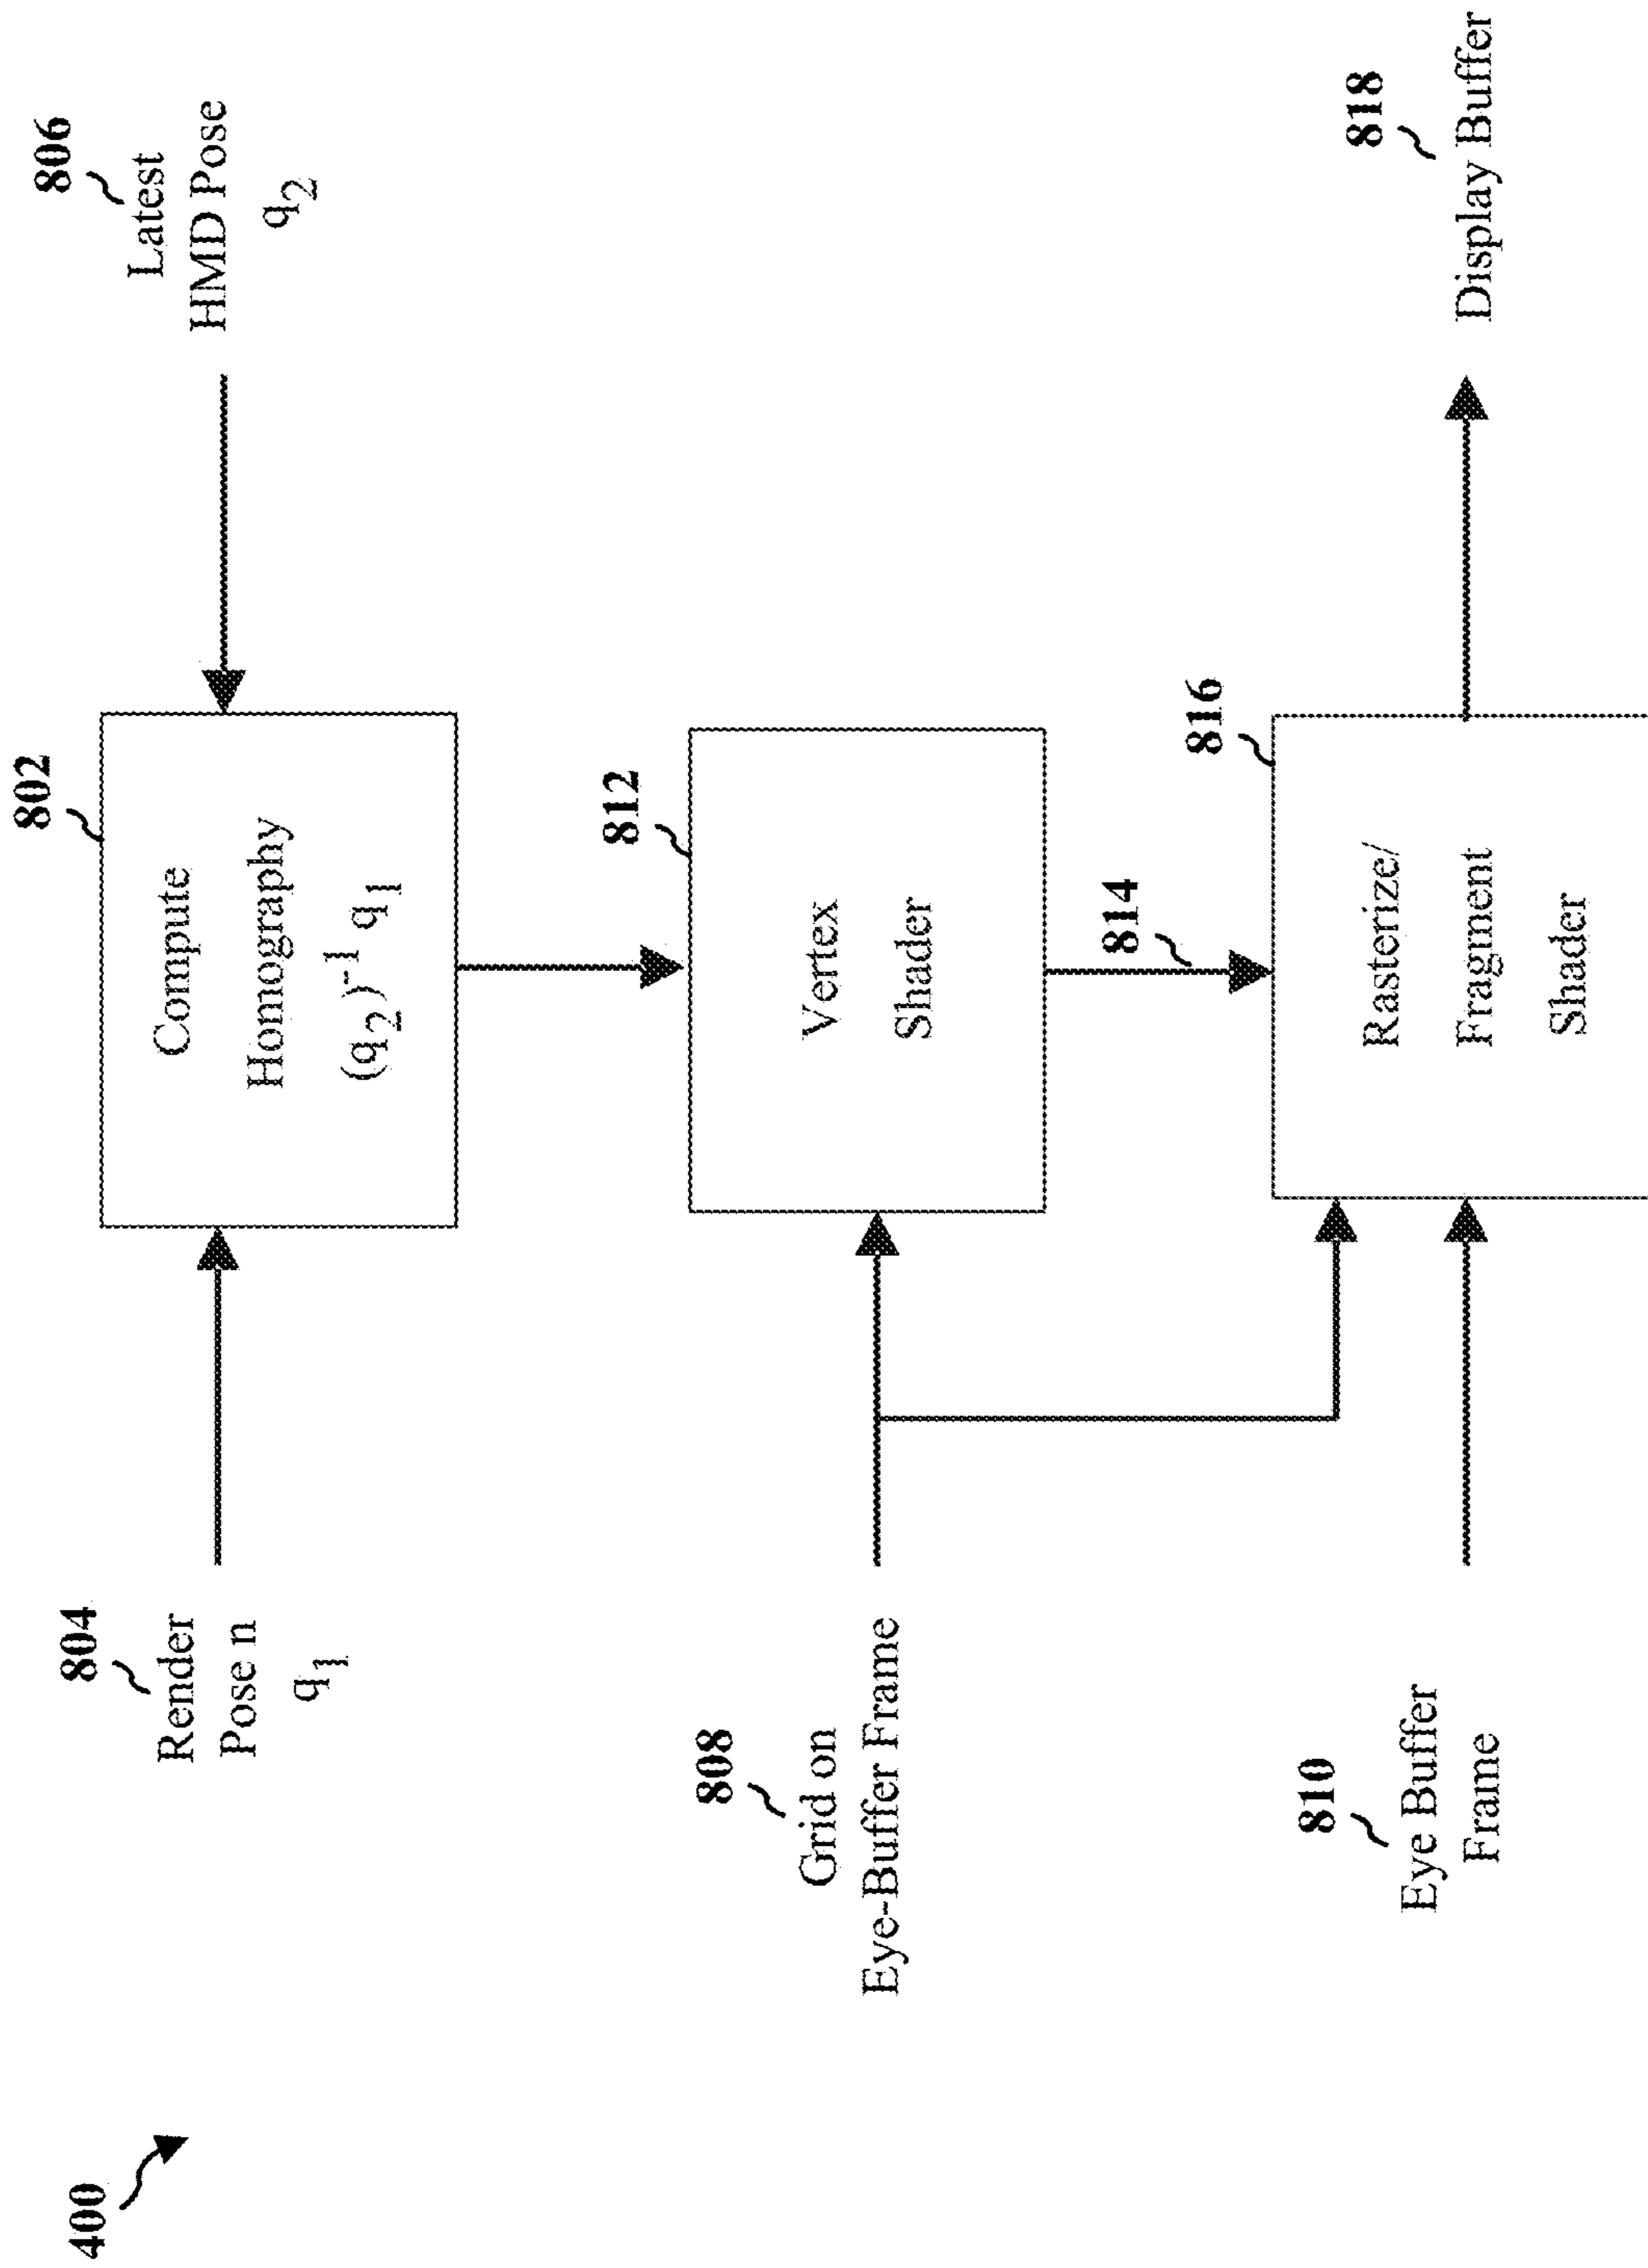 400
802
Compute
Homography
(q₂)⁻¹ q₁
804
Render
Pose n
q₁
806
Latest
HMD Pose
q₂
808
Grid on
Eye-Buffer Frame
812
Vertex
Shader
814
810
Eye Buffer
Frame
816
Rasterize/
Fragment
Shader
818
Display Buffer